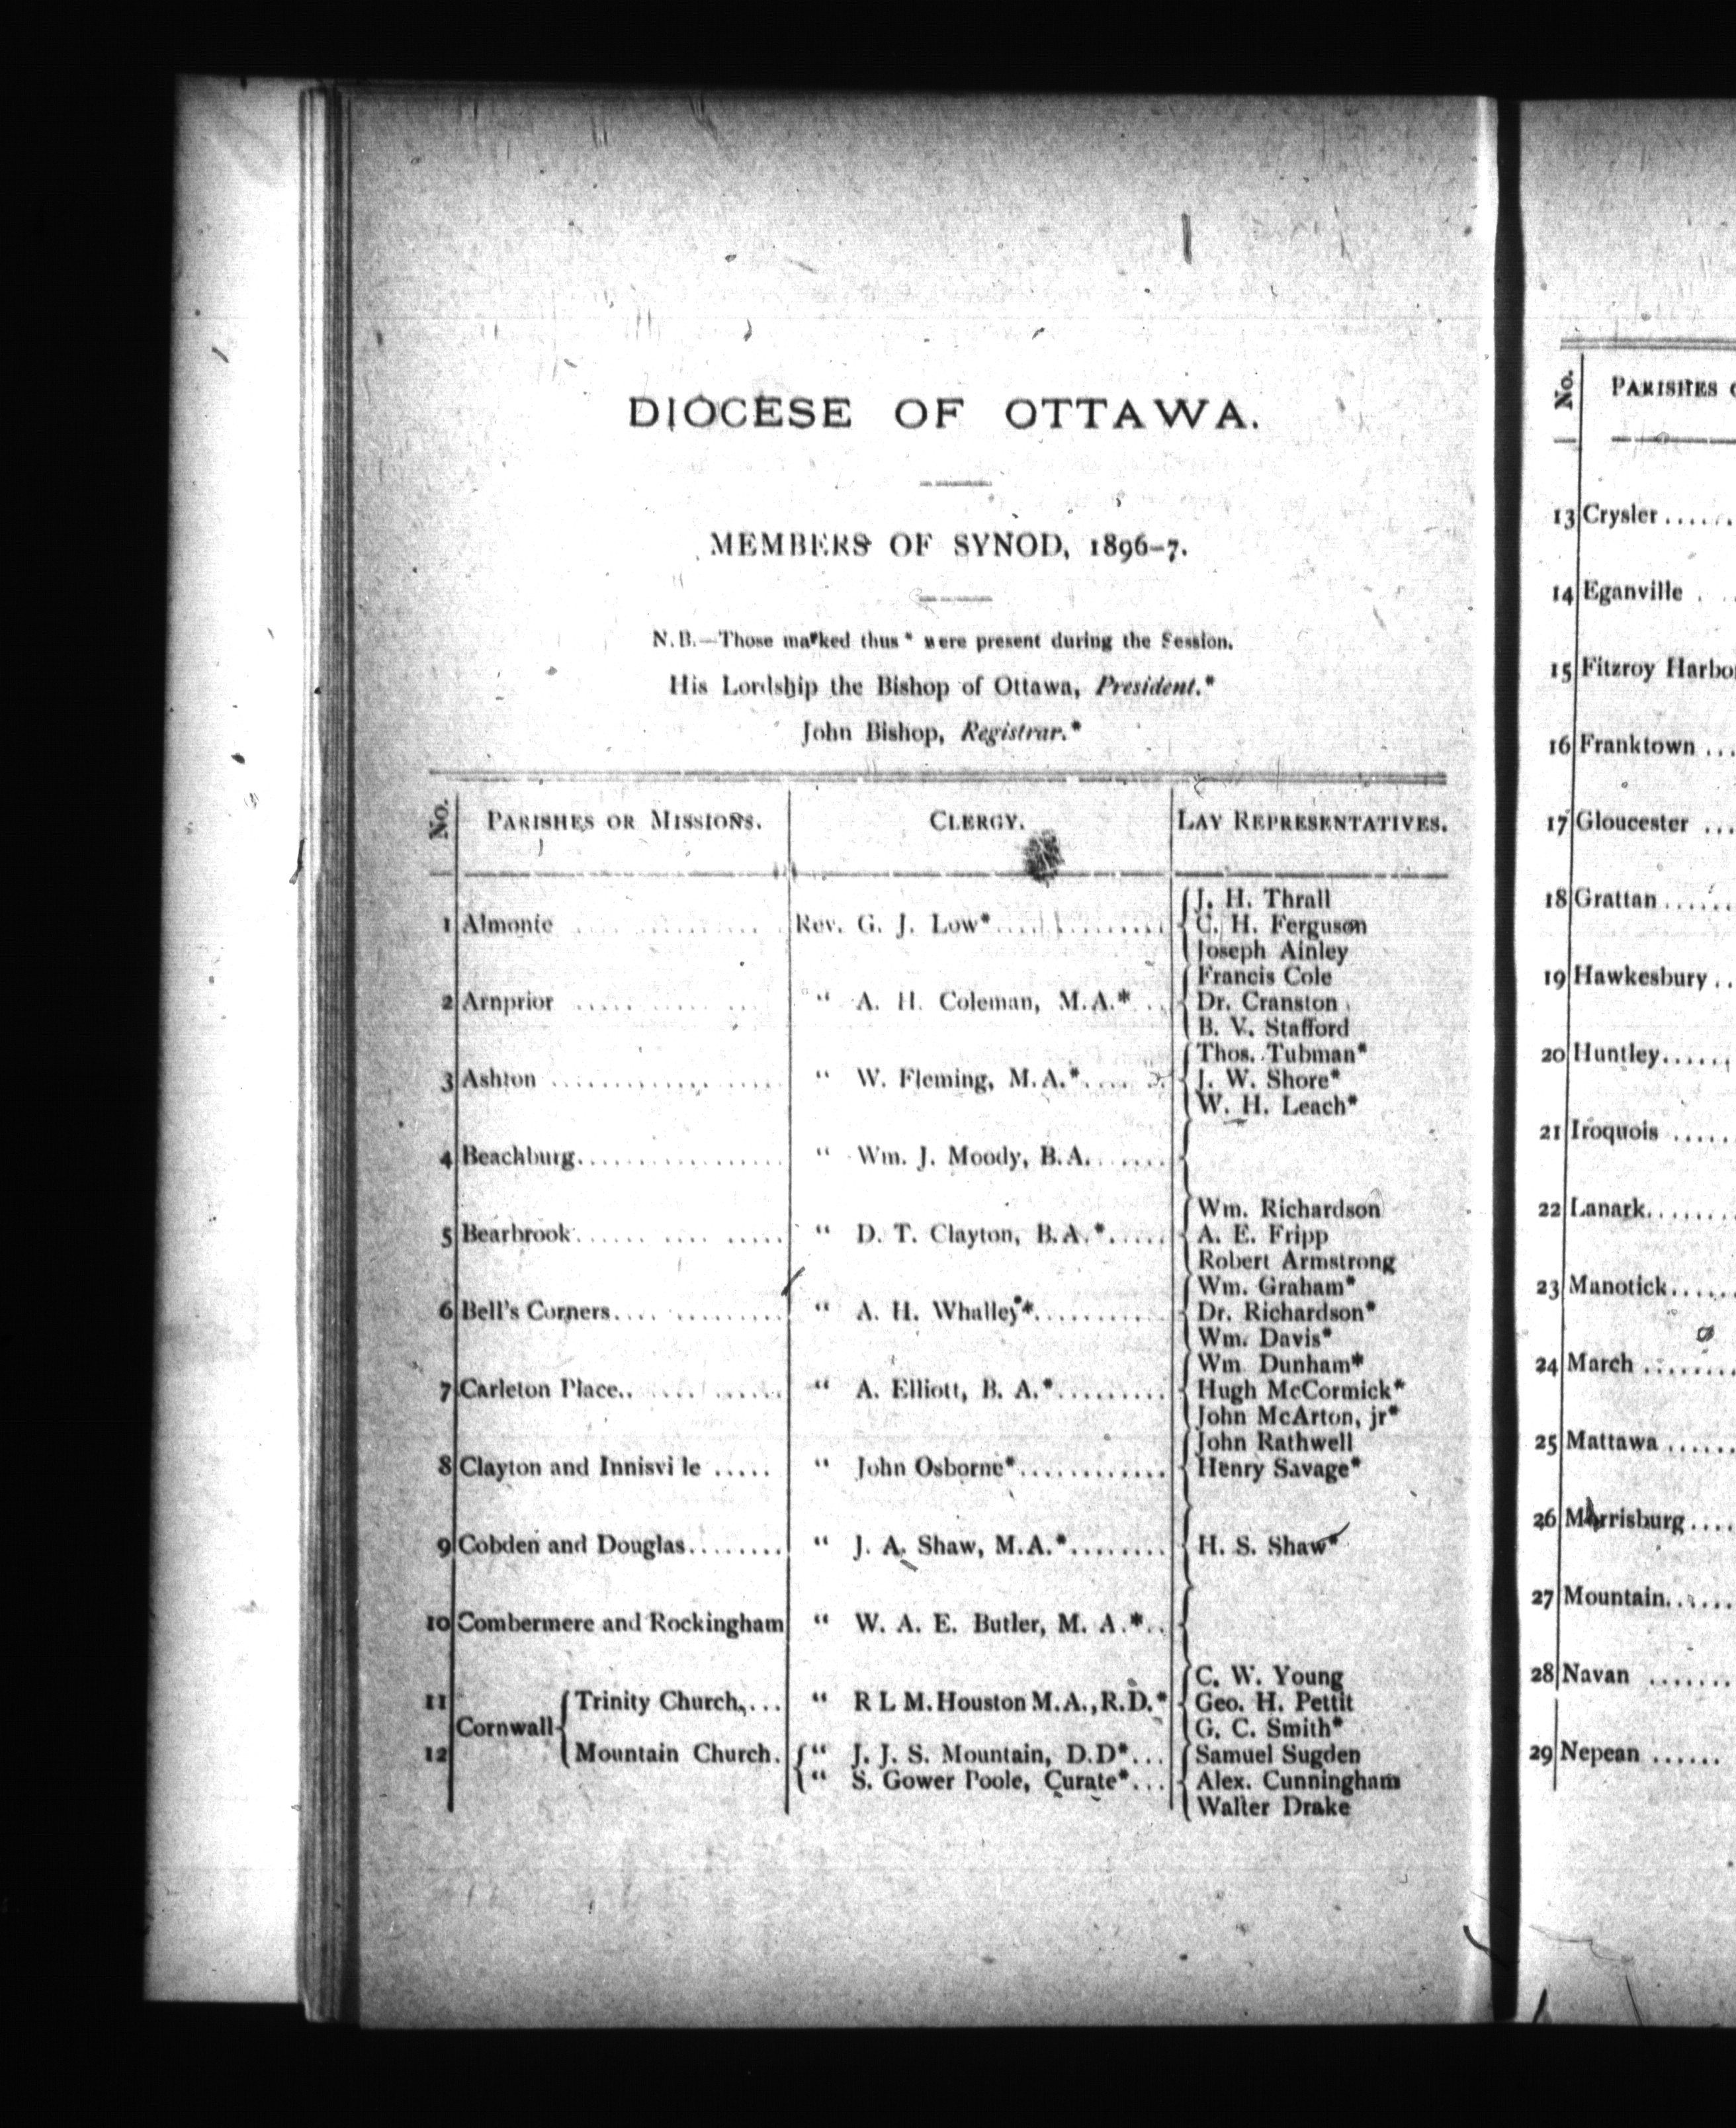 DIOCESE OF OTTAWA.
MEMBERS OF SYNOD, 1896-7.
N.B.—Those marked thus * were present during the Session.
His Lordship the Bishop of Ottawa, President.*
John Bishop, Registrar.*
No. PARISHES OR MISSIONS. CLERGY. LAY REPRESENTATIVES.
J. H. Thrall
1 Almonte Rev. G. J. Low* C. H. Ferguson
Joseph Ainley
Francis Cole
2 Arnprior " A. H. Coleman, M.A.* Dr. Cranston
B. V. Stafford
Thos. Tubman*
3 Ashton " W. Fleming, M.A.* J. W. Shore*
W. H. Leach*
4 Beachburg " Wm. J. Moody, B.A.
Wm. Richardson
5 Bearbrook " D. T. Clayton, B.A.* A. E. Fripp
Robert Armstrong
Wm. Graham*
6 Bell's Corners " A. H. Whalley* Dr. Richardson*
Wm. Davis*
Wm Dunham*
7 Carleton Place " A. Elliott, B. A.* Hugh McCormick*
John McArton, jr*
John Rathwell
8 Clayton and Innisvi le " John Osborne* Henry Savage*
9 Cobden and Douglas " J. A. Shaw, M.A.* H. S. Shaw*
10 Combermere and Rockingham " W. A. E. Butler, M. A.*
C. W. Young
11 Trinity Church, " R L M. Houston M.A., R.D.* Geo. H. Pettit
Cornwall G. C. Smith*
12 Mountain Church. " J. J. S. Mountain, D.D* Samuel Sugden
" S. Gower Poole, Curate* Alex. Cunningham
Walter Drake
No. PARISHES
13 Crysler
14 Eganville
15 Fitzroy Harbo
16 Franktown
17 Gloucester
18 Grattan
19 Hawkesbury
20 Huntley
21 Iroquois
22 Lanark
23 Manotick
24 March
25 Mattawa
26 Morrisburg
27 Mountain
28 Navan
29 Nepean